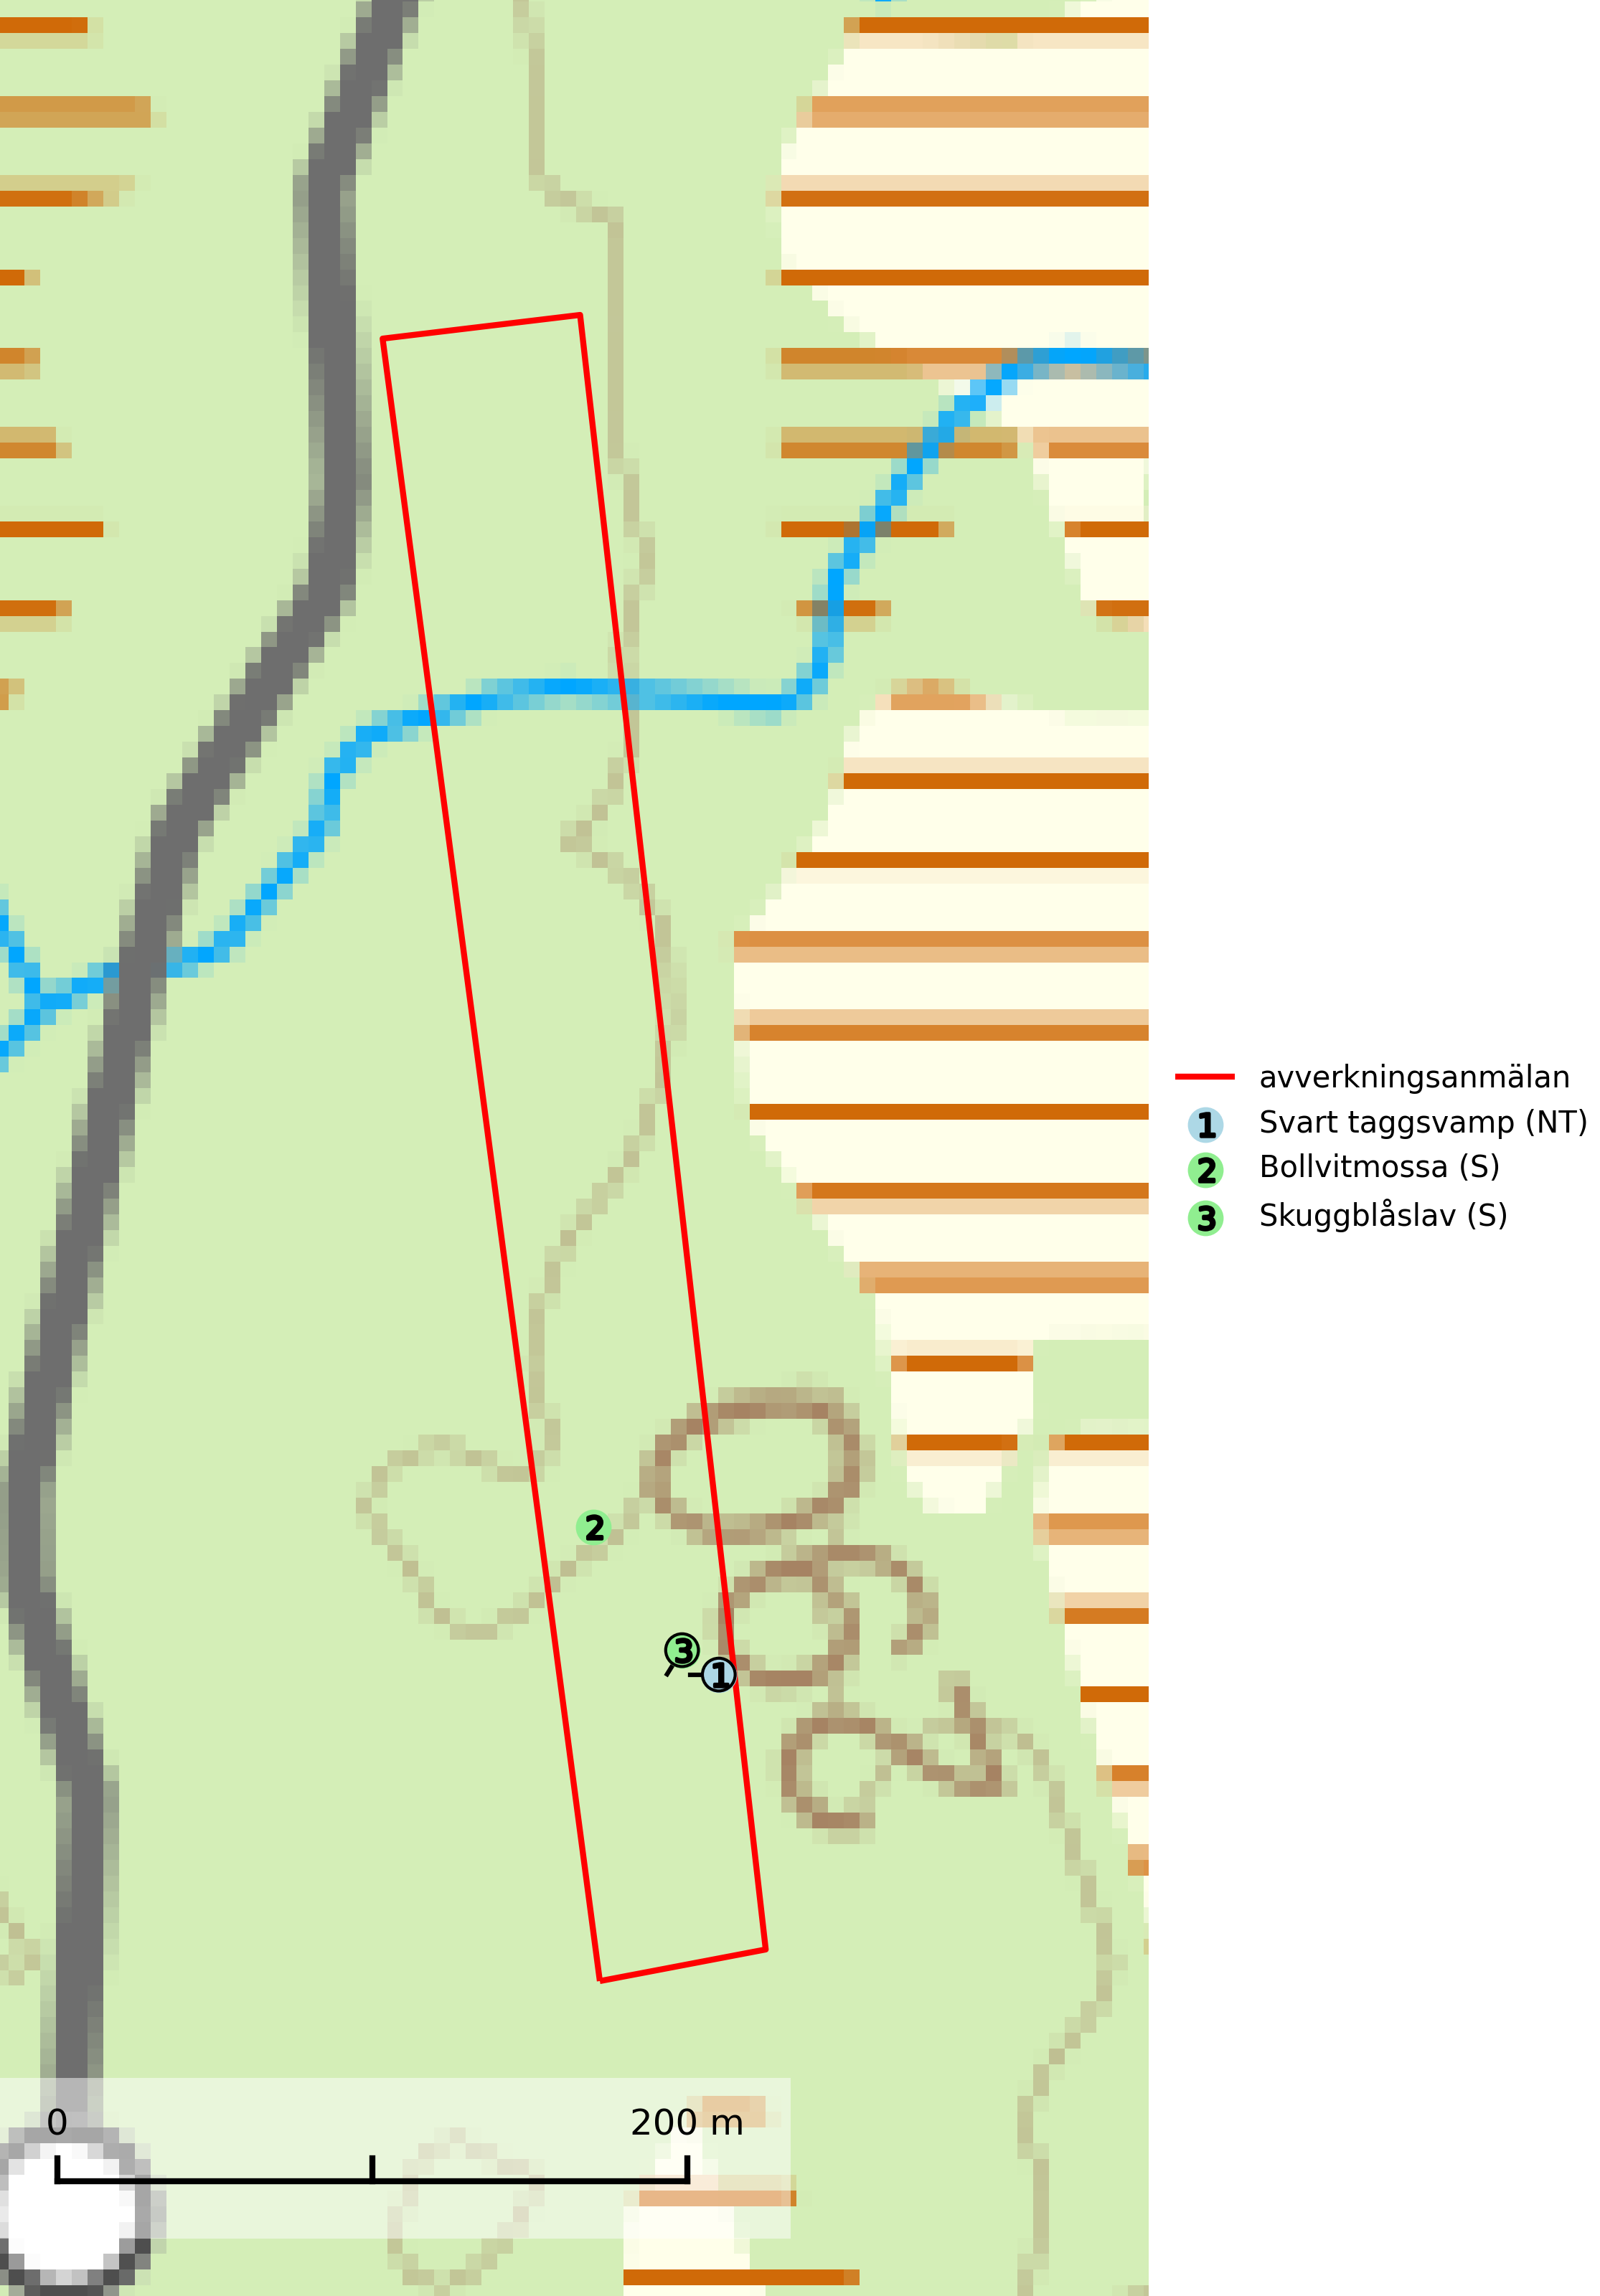 avverkningsanmälan
1 Svart taggsvamp (NT)
2 Bollvitmossa (S)
3 Skuggblåslav (S)
2
3
1
0 200 m